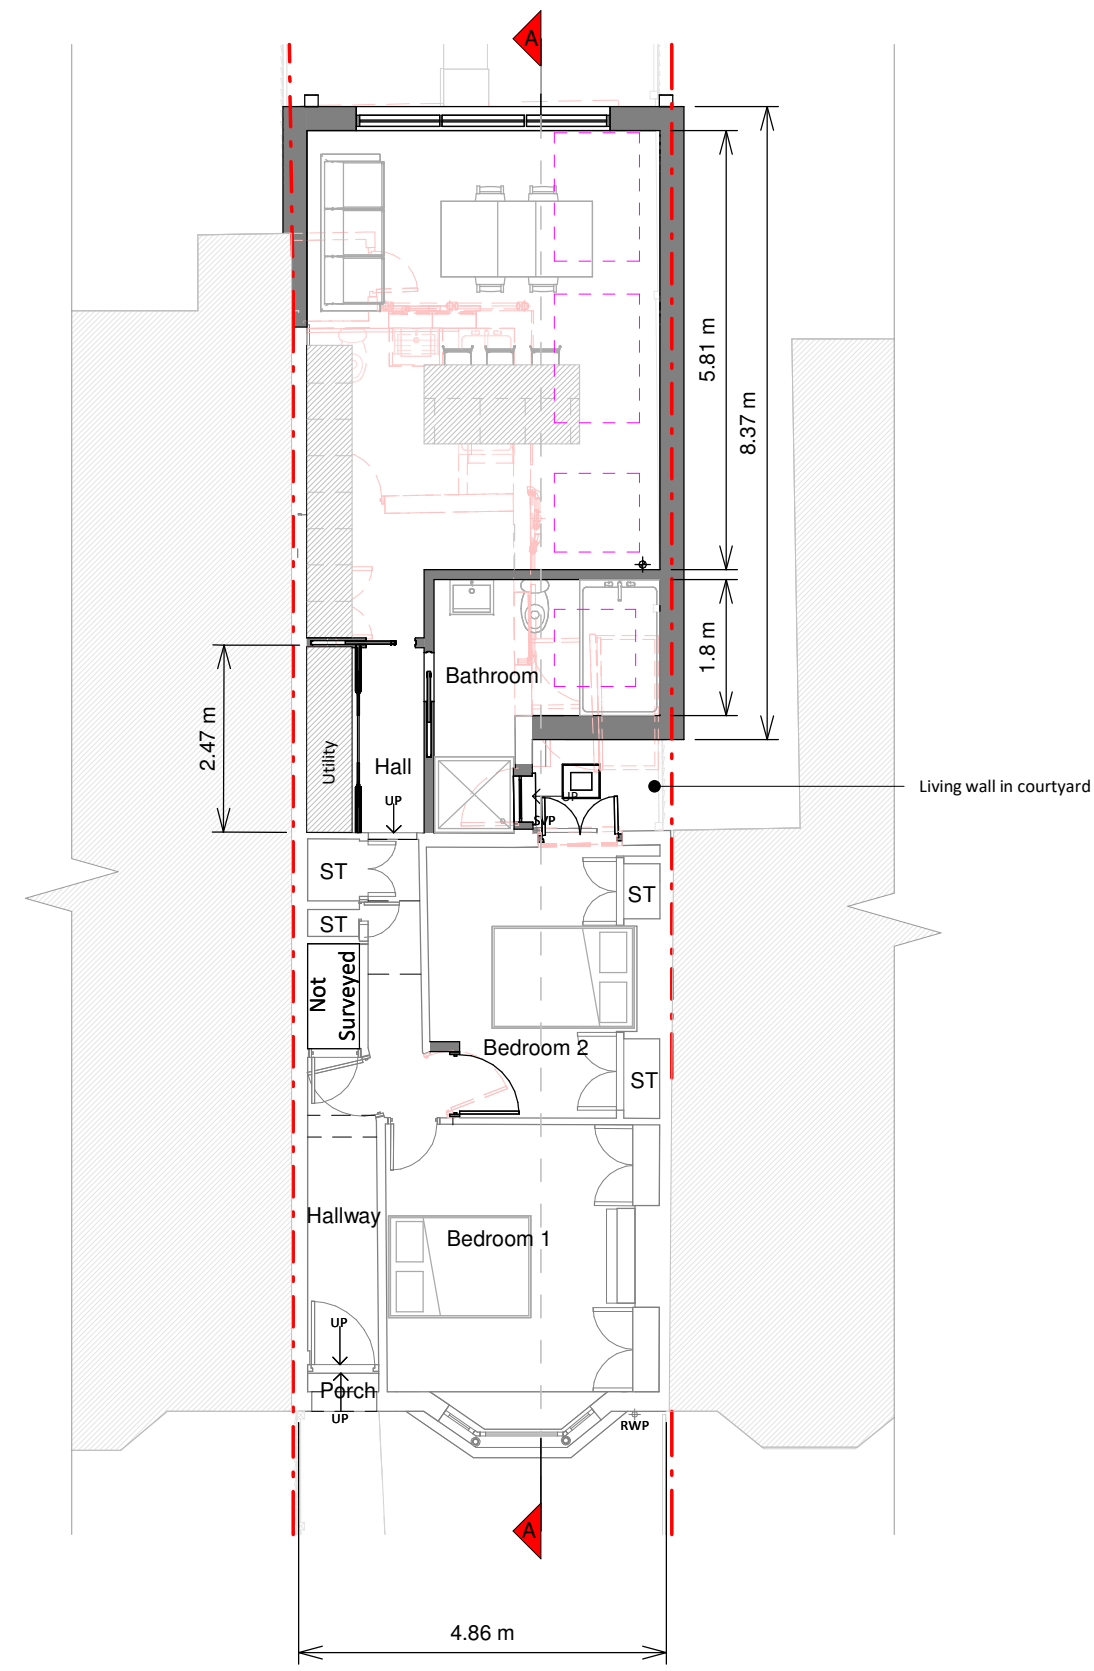 A
5.81 m
8.37 m
Bathroom
1.8 m
2.47 m
Utility
Hall
UP
UP
SVP
Living wall in courtyard
ST
ST
ST
Not
Surveyed
Bedroom 2
ST
Hallway
Bedroom 1
UP
Porch
UP
RWP
A
4.86 m